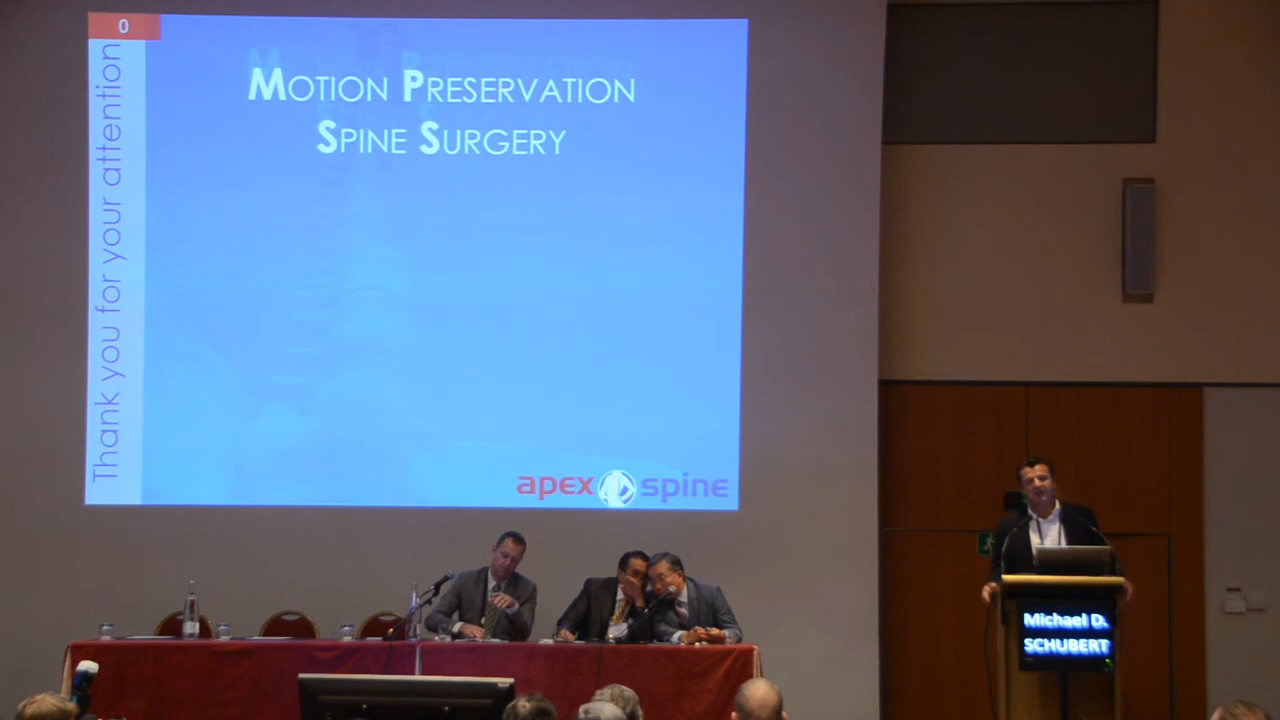 0
Thank you for your attention
MOTION PRESERVATION
SPINE SURGERY
apex spine
Michael D.
SCHUBERT